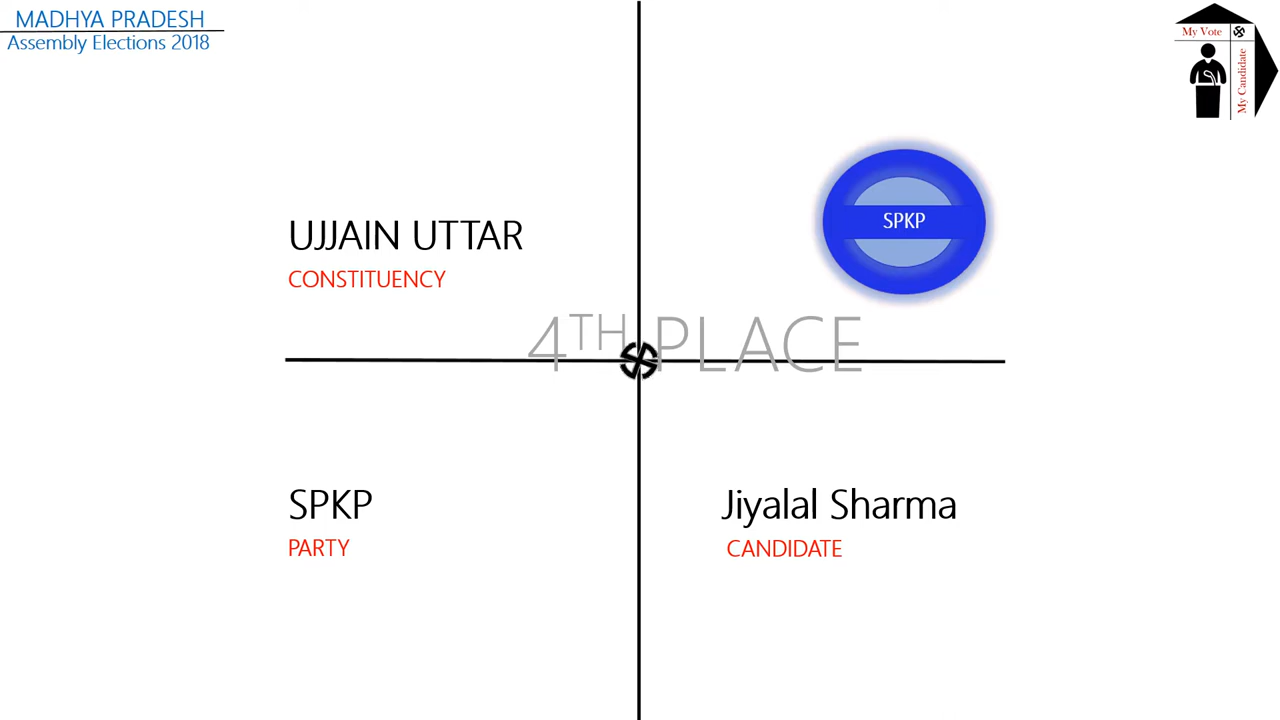 MADHYA PRADESH
Assembly Elections 2018
My Vote
My Candidate
SPKP
UJJAIN UTTAR
CONSTITUENCY
4TH PLACE
SPKP
PARTY
Jiyalal Sharma
CANDIDATE